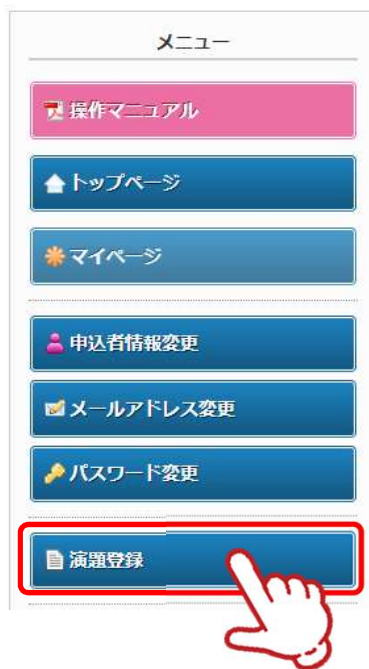 メニュー
操作マニュアル
トップページ
マイページ
申込者情報変更
メールアドレス変更
パスワード変更
演題登録